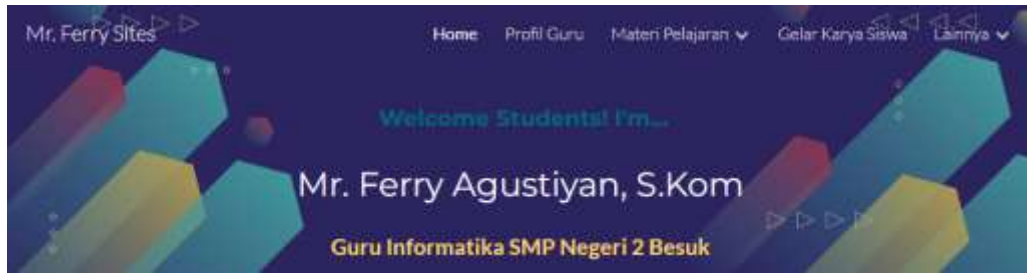 Mr. Ferry Sites
Home Profil Guru Materi Pelajaran Gelar Karya Siswa Lainnya
Welcome Students! I'm...
Mr. Ferry Agustiyan, S.Kom
Guru Informatika SMP Negeri 2 Besuk